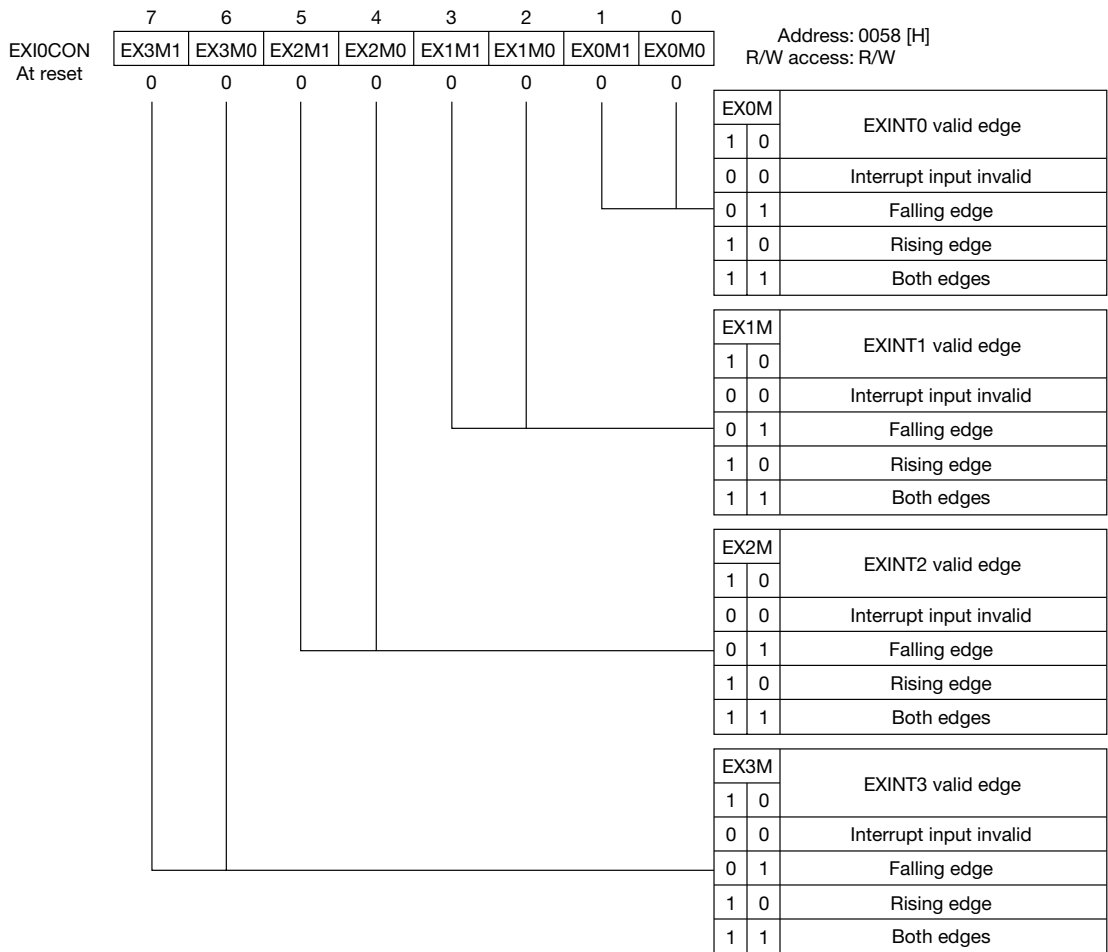 7 6 5 4 3 2 1 0
EXI0CON EX3M1 EX3M0 EX2M1 EX2M0 EX1M1 EX1M0 EX0M1 EX0M0
At reset 0 0 0 0 0 0 0 0
Address: 0058 [H]
R/W access: R/W
EX0M EXINT0 valid edge
1 0
0 0 Interrupt input invalid
0 1 Falling edge
1 0 Rising edge
1 1 Both edges
EX1M EXINT1 valid edge
1 0
0 0 Interrupt input invalid
0 1 Falling edge
1 0 Rising edge
1 1 Both edges
EX2M EXINT2 valid edge
1 0
0 0 Interrupt input invalid
0 1 Falling edge
1 0 Rising edge
1 1 Both edges
EX3M EXINT3 valid edge
1 0
0 0 Interrupt input invalid
0 1 Falling edge
1 0 Rising edge
1 1 Both edges